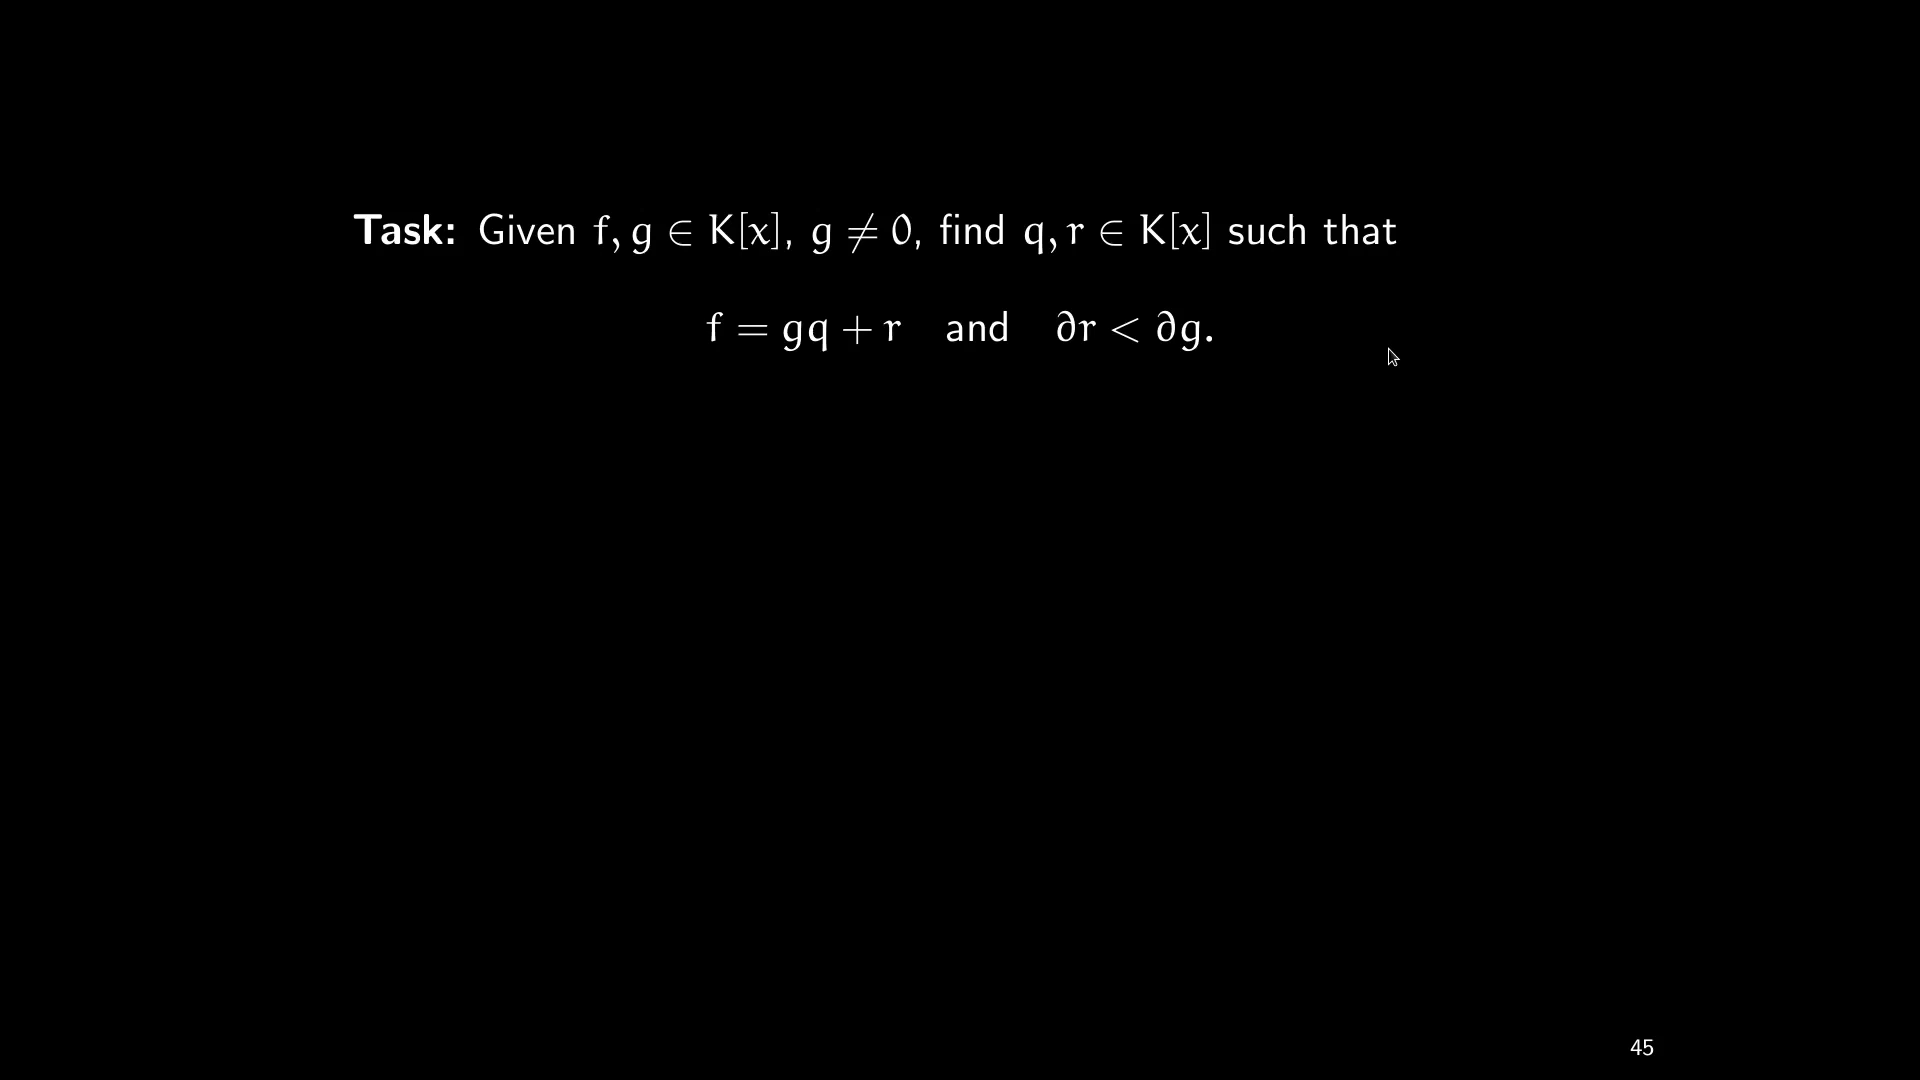 Task: Given f, g ∈ K[x], g ≠ 0, find q, r ∈ K[x] such that
f = gq + r and ∂r < ∂g.
45